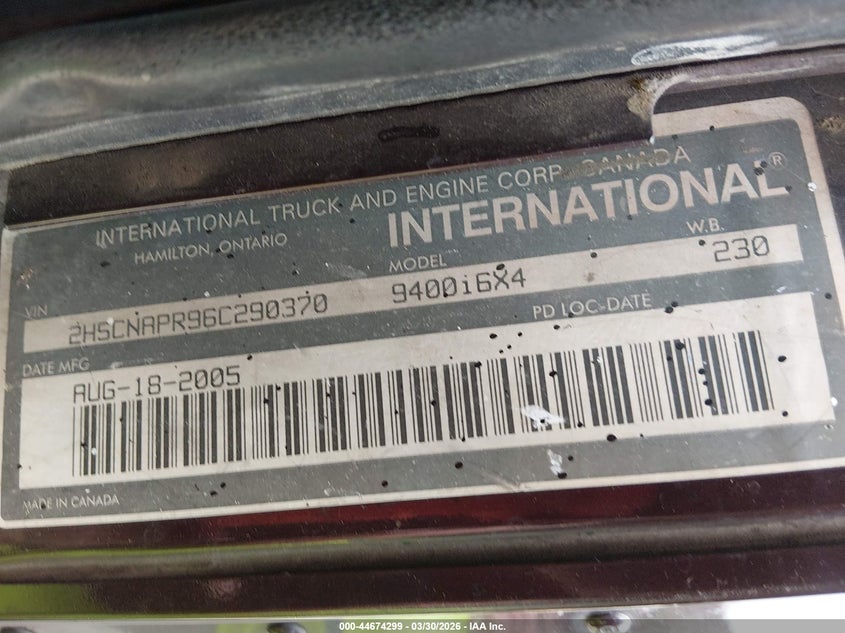 INTERNATIONAL TRUCK AND ENGINE CORP CANADA
HAMILTON, ONTARIO
INTERNATIONAL®
VIN
MODEL
W.B.
2HSCNAPR96C290370
9400i6X4
230
DATE MFG
PD LOC-DATE
AUG-18-2005
MADE IN CANADA
000-44674299 - 03/30/2026 - IAA Inc.